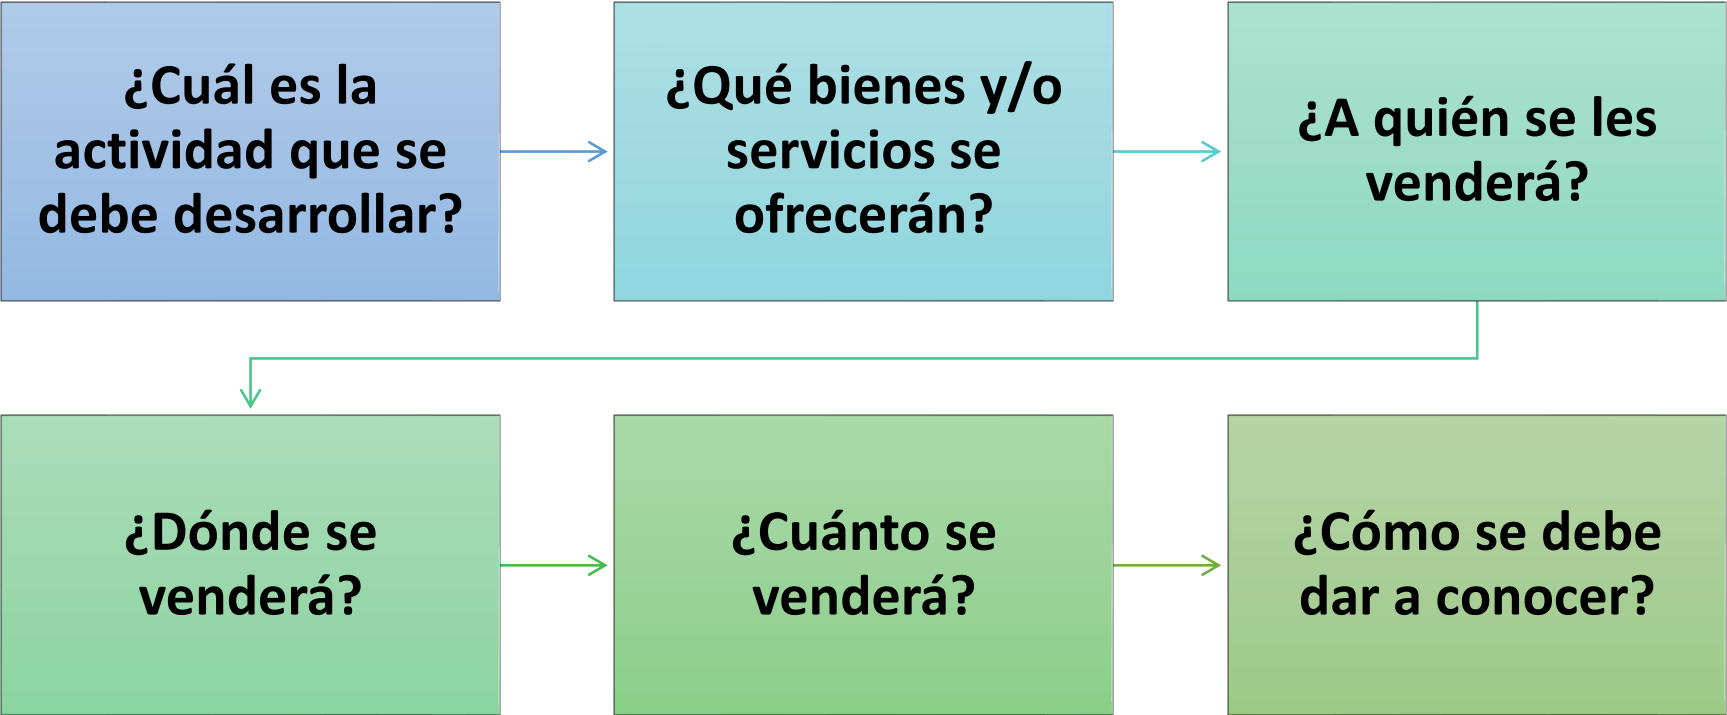 ¿Cuál es la
actividad que se
debe desarrollar?
¿Qué bienes y/o
servicios se
ofrecerán?
¿A quién se les
venderá?
¿Dónde se
venderá?
¿Cuánto se
venderá?
¿Cómo se debe
dar a conocer?